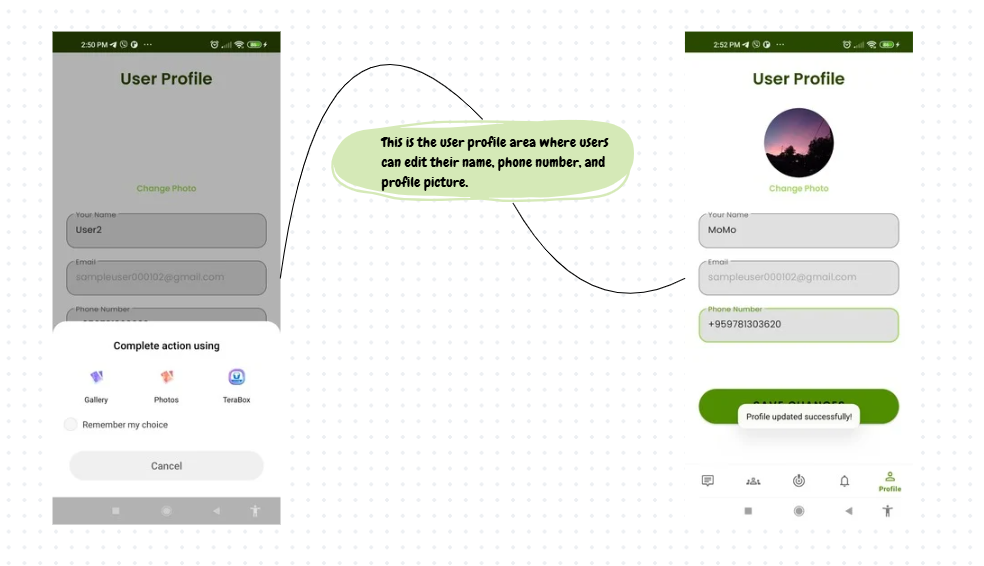 2:50 PM
User Profile
Change Photo
Your Name
User2
Email
sampleuser000102@gmail.com
Phone Number
Complete action using
Gallery
Photos
TeraBox
Remember my choice
Cancel
This is the user profile area where users
can edit their name, phone number, and
profile picture.
2:52 PM
User Profile
Change Photo
Your Name
MoMo
Email
sampleuser000102@gmail.com
Phone Number
+959781303620
SAVE CHANGES
Profile updated successfully!
Profile